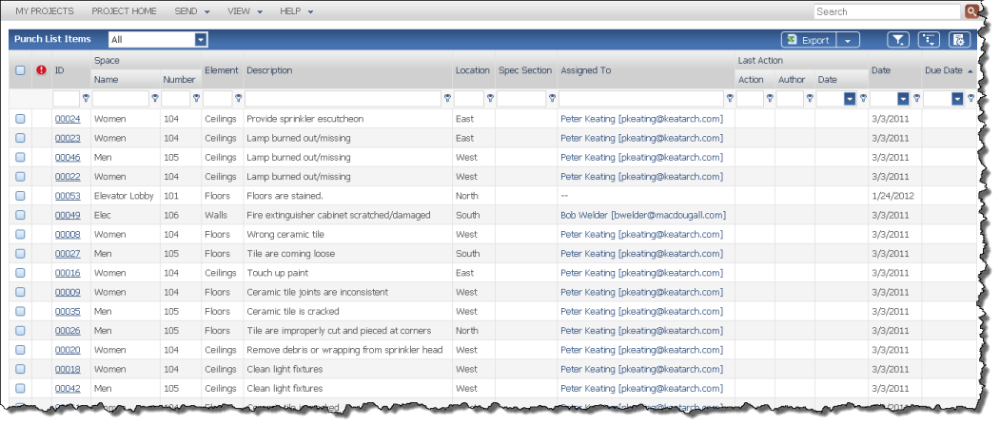 MY PROJECTS PROJECT HOME SEND VIEW HELP Search
Punch List Items All Export
Space Last Action
ID Element Description Location Spec Section Assigned To Date Due Date
Name Number Action Author Date
00024 Women 104 Ceilings Provide sprinkler escutcheon East Peter Keating [pkeating@keatarch.com] 3/3/2011
00023 Women 104 Ceilings Lamp burned out/missing East Peter Keating [pkeating@keatarch.com] 3/3/2011
00046 Men 105 Ceilings Lamp burned out/missing West Peter Keating [pkeating@keatarch.com] 3/3/2011
00022 Women 104 Ceilings Lamp burned out/missing West Peter Keating [pkeating@keatarch.com] 3/3/2011
00053 Elevator Lobby 101 Floors Floors are stained. North -- 1/24/2012
00049 Elec 106 Walls Fire extinguisher cabinet scratched/damaged South Bob Welder [bwelder@macdougall.com] 3/3/2011
00008 Women 104 Floors Wrong ceramic tile West Peter Keating [pkeating@keatarch.com] 3/3/2011
00027 Men 105 Floors Tile are coming loose South Peter Keating [pkeating@keatarch.com] 3/3/2011
00016 Women 104 Ceilings Touch up paint East Peter Keating [pkeating@keatarch.com] 3/3/2011
00009 Women 104 Floors Ceramic tile joints are inconsistent West Peter Keating [pkeating@keatarch.com] 3/3/2011
00035 Men 105 Floors Ceramic tile is cracked West Peter Keating [pkeating@keatarch.com] 3/3/2011
00026 Men 105 Floors Tile are improperly cut and pieced at corners North Peter Keating [pkeating@keatarch.com] 3/3/2011
00020 Women 104 Ceilings Remove debris or wrapping from sprinkler head West Peter Keating [pkeating@keatarch.com] 3/3/2011
00018 Women 104 Ceilings Clean light fixtures West Peter Keating [pkeating@keatarch.com] 3/3/2011
00042 Men 105 Ceilings Clean light fixtures West Peter Keating [pkeating@keatarch.com] 3/3/2011